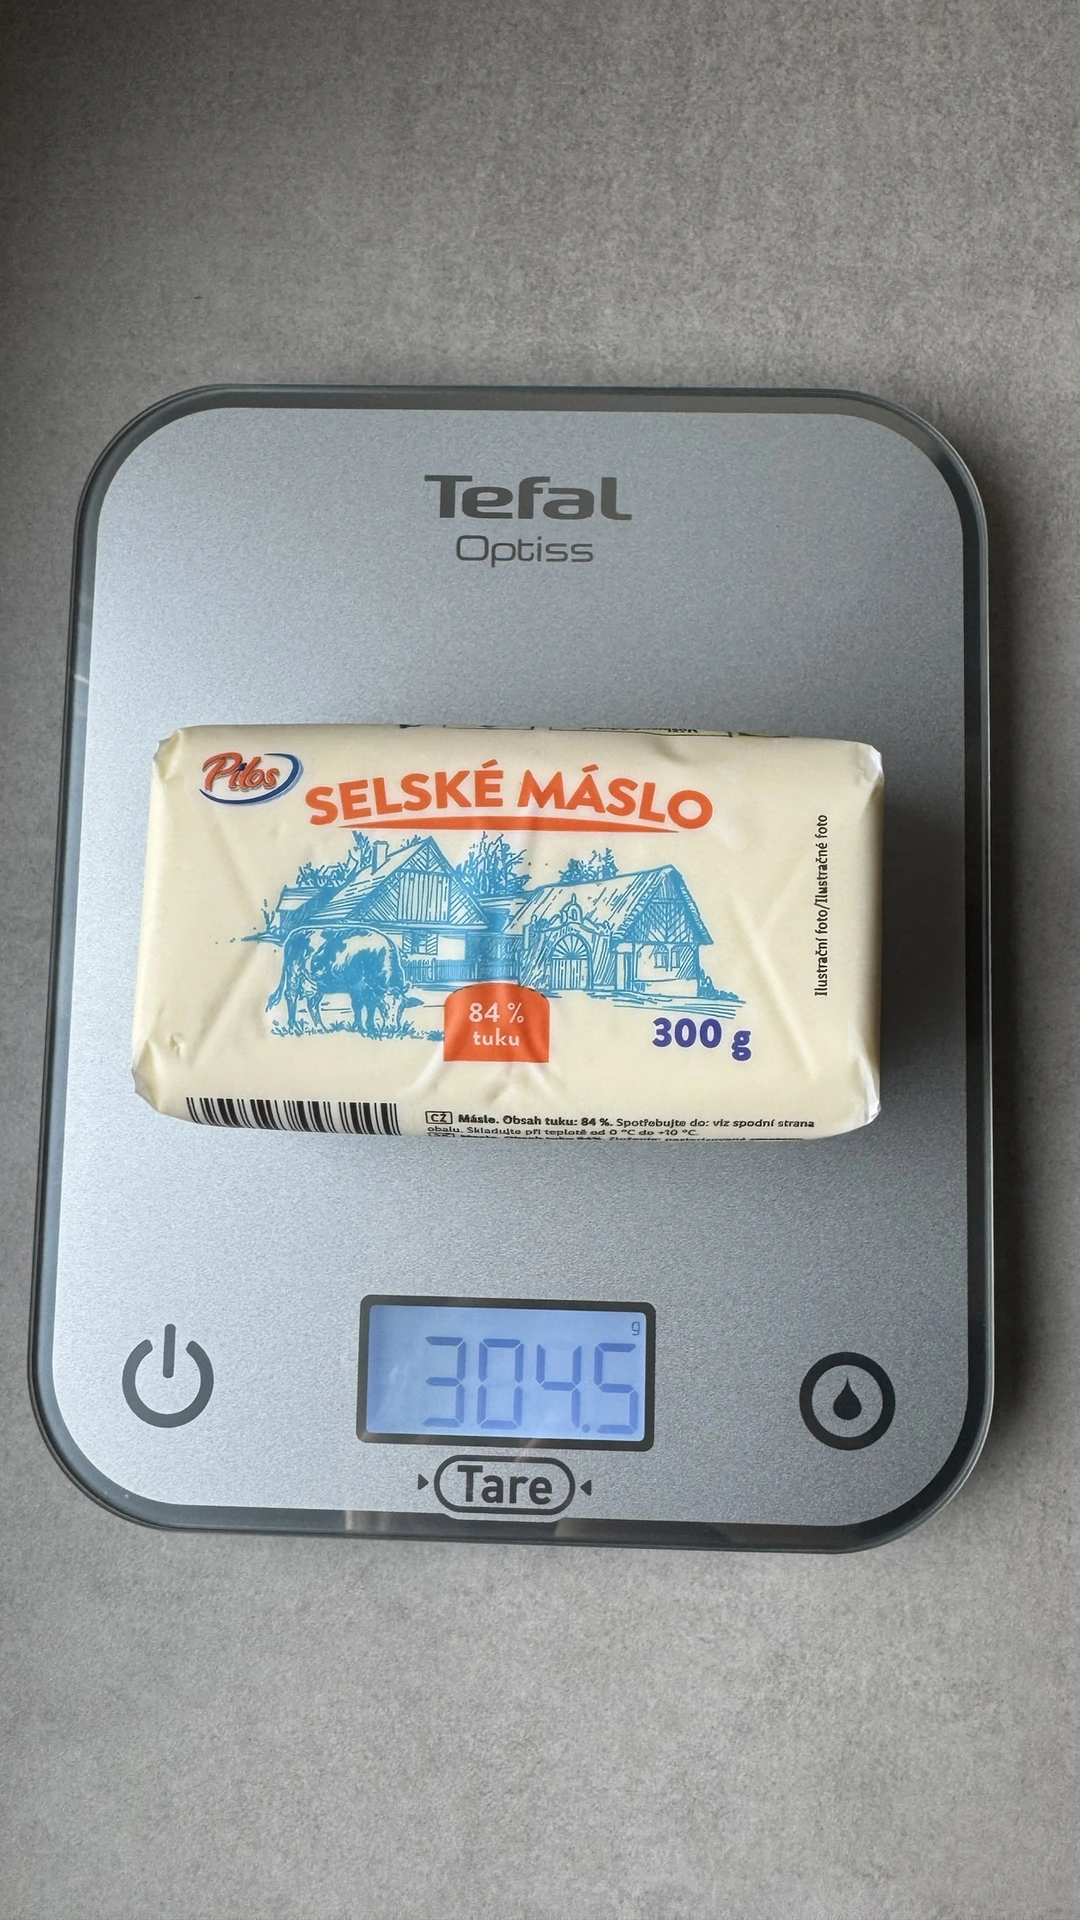 Tefal
Optiss
Pilos
SELSKÉ MÁSLO
Ilustrační foto/Ilustračné foto
84 %
tuku
300 g
CZ Máslo. Obsah tuku: 84 %. Spotřebujte do: viz spodní strana
obalu. Skladujte při teplotě od 0 °C do +10 °C.
g
304.5
Tare